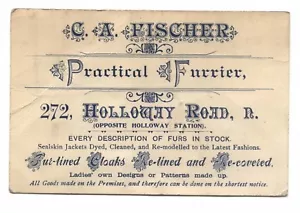 C. A. FISCHER
Practical Furrier,
272, HOLLOWAY ROAD, N.
(OPPOSITE HOLLOWAY STATION).
EVERY DESCRIPTION OF FURS IN STOCK.
Sealskin Jackets Dyed, Cleaned, and Re-modelled to the Latest Fashions.
Fur-lined Cloaks Re-lined and Re-covered.
Ladies' own Designs or Patterns made up.
All Goods made on the Premises, and therefore can be done on the shortest notice.